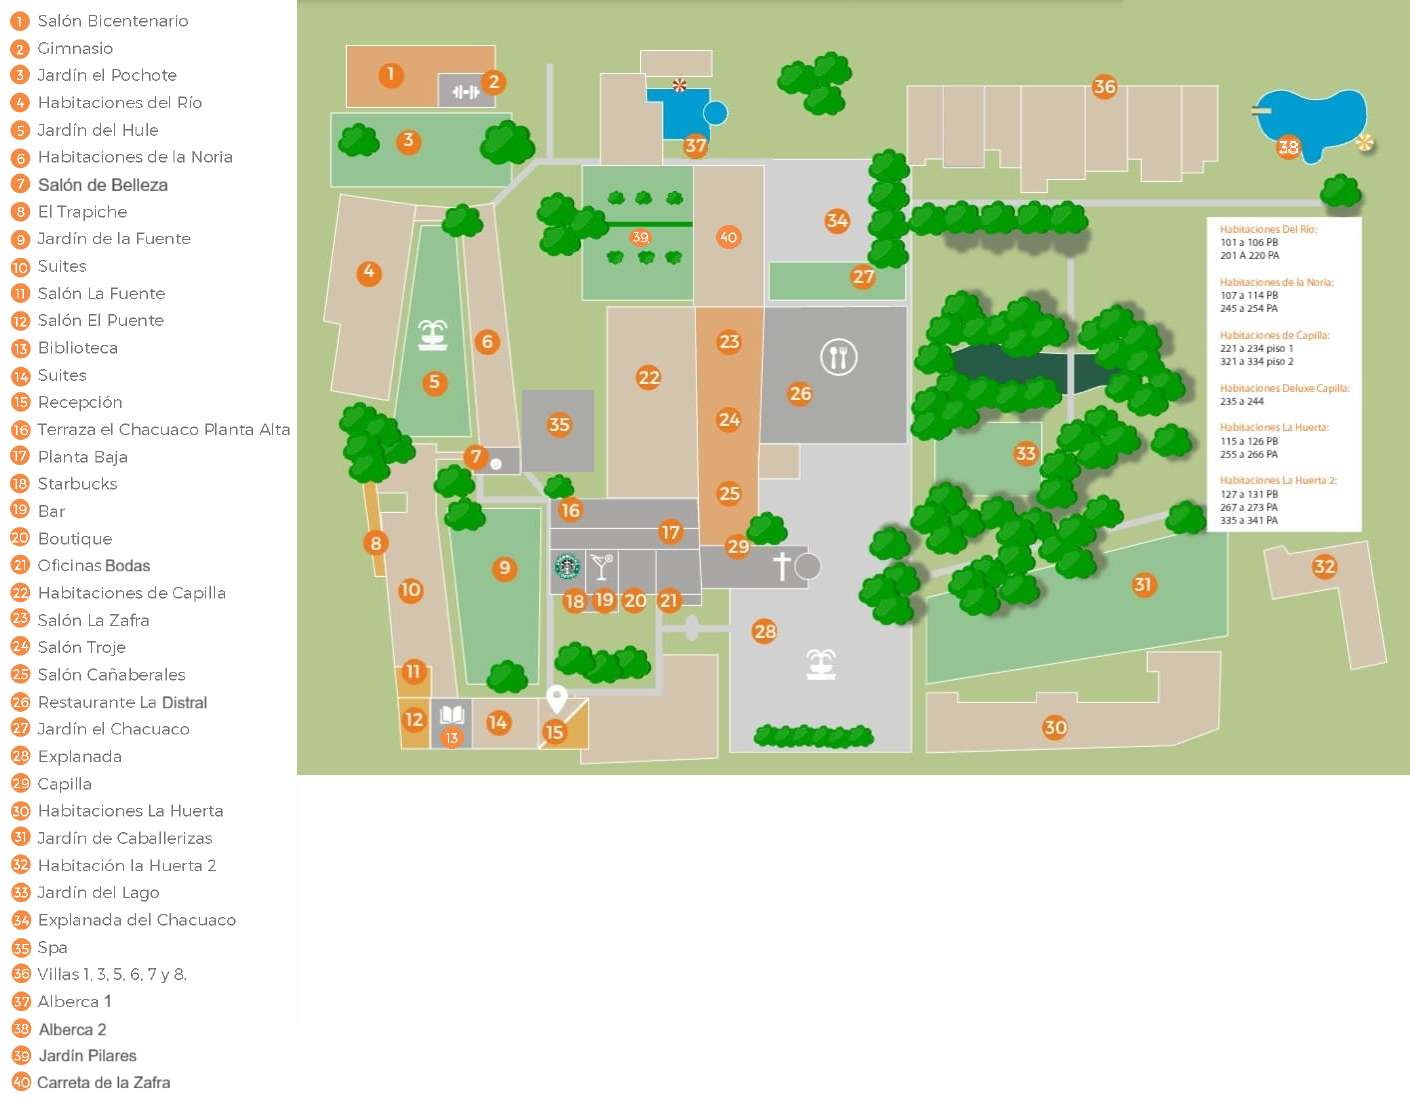 1 Salón Bicentenario
2 Gimnasio
3 Jardín el Pochote
4 Habitaciones del Río
5 Jardín del Hule
6 Habitaciones de la Noria
7 Salón de Belleza
8 El Trapiche
9 Jardín de la Fuente
10 Suites
11 Salón La Fuente
12 Salón El Puente
13 Biblioteca
14 Suites
15 Recepción
16 Terraza el Chacuaco Planta Alta
17 Planta Baja
18 Starbucks
19 Bar
20 Boutique
21 Oficinas Bodas
22 Habitaciones de Capilla
23 Salón La Zafra
24 Salón Troje
25 Salón Cañaberales
26 Restaurante La Distral
27 Jardín el Chacuaco
28 Explanada
29 Capilla
30 Habitaciones La Huerta
31 Jardín de Caballerizas
32 Habitación la Huerta 2
33 Jardín del Lago
34 Explanada del Chacuaco
35 Spa
36 Villas 1, 3, 5, 6, 7 y 8.
37 Alberca 1
38 Alberca 2
39 Jardín Pilares
40 Carreta de la Zafra
1
2
36
3
37
38
34
39
40
4
27
6
23
5
22
26
24
35
33
7
25
16
17
8
29
9
32
31
10
18
19
20
21
28
11
12
13
14
15
30
Habitaciones Del Río:
101 a 106 PB
201 A 220 PA
Habitaciones de la Noria:
107 a 114 PB
245 a 254 PA
Habitaciones de Capilla:
221 a 234 piso 1
321 a 334 piso 2
Habitaciones Deluxe Capilla:
235 a 244
Habitaciones La Huerta:
115 a 126 PB
255 a 266 PA
Habitaciones La Huerta 2:
127 a 131 PB
267 a 273 PA
335 a 341 PA